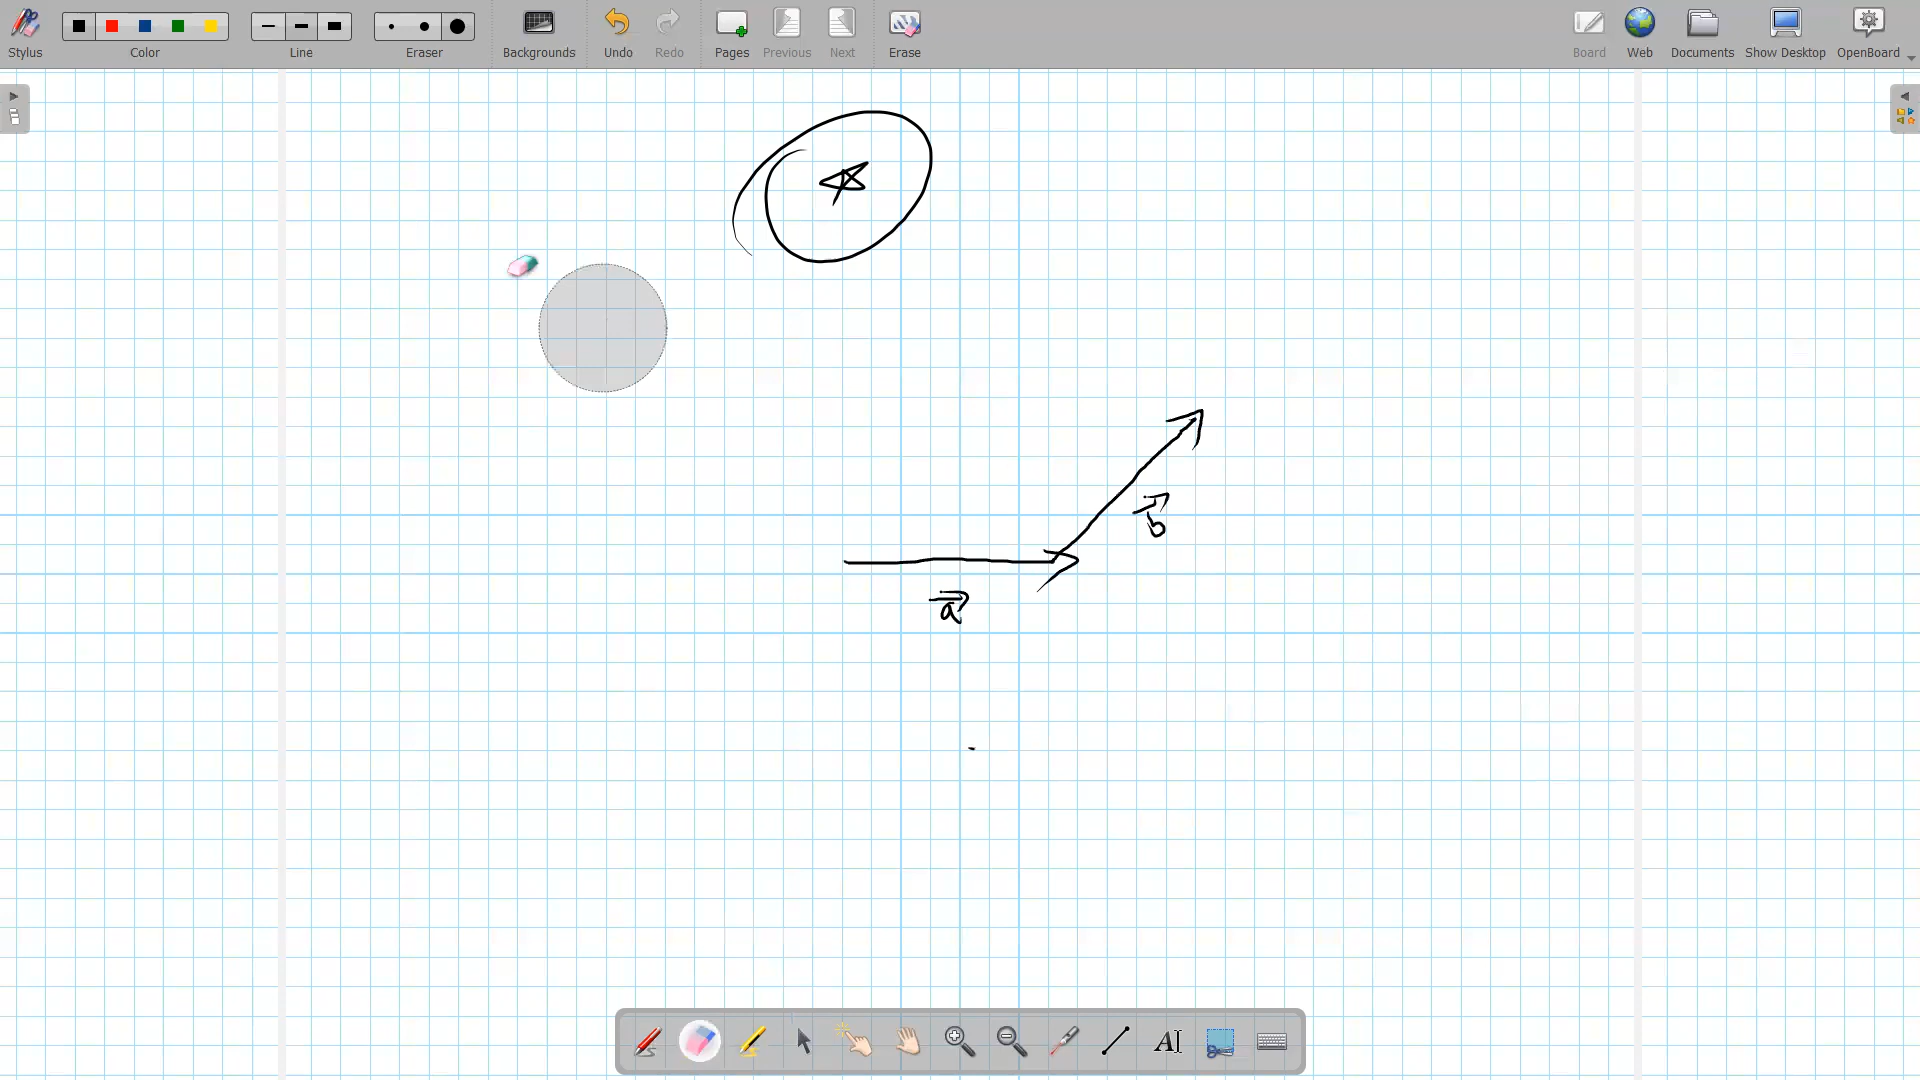 Stylus Color Line Eraser Backgrounds Undo Redo Pages Previous Next Erase Board Web Documents Show Desktop OpenBoard
b
a
A